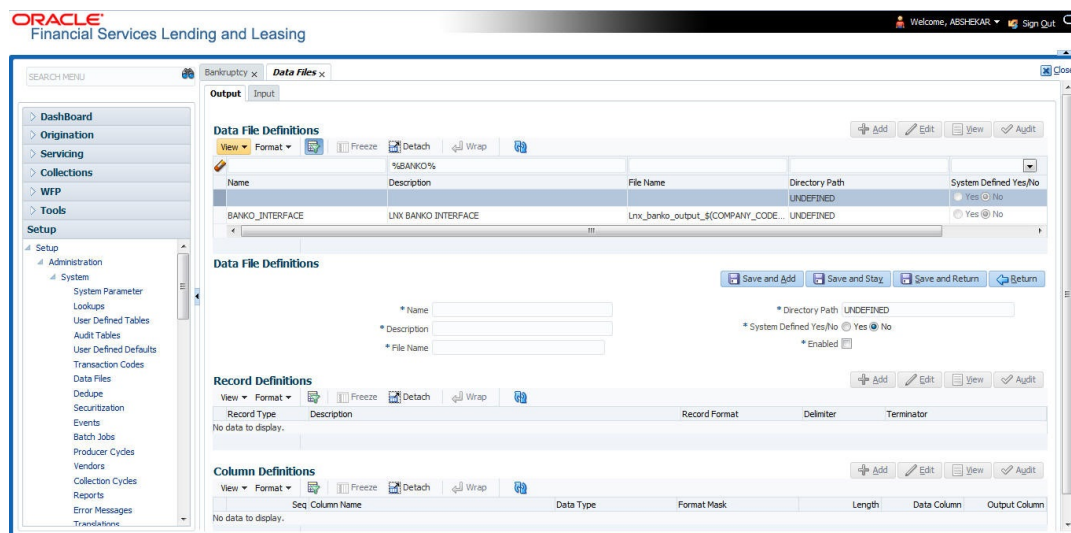 ORACLE
Financial Services Lending and Leasing
Welcome, ABSHEKAR Sign Out
SEARCH MENU
Bankruptcy x Data Files x
Close
Output Input
DashBoard
Origination
Servicing
Collections
WFP
Tools
Setup
Setup
Administration
System
System Parameter
Lookups
User Defined Tables
Audit Tables
User Defined Defaults
Transaction Codes
Data Files
Dedupe
Securitization
Events
Batch Jobs
Producer Cycles
Vendors
Collection Cycles
Reports
Error Messages
Translations
Data File Definitions
Add Edit View Audit
View Format Freeze Detach Wrap
%BANKO%
Name Description File Name Directory Path System Defined Yes/No
UNDEFINED Yes No
BANKO_INTERFACE LNX BANKO INTERFACE Lnx_banko_output_$(COMPANY_CODE... UNDEFINED Yes No
Data File Definitions
Save and Add Save and Stay Save and Return Return
* Name
* Description
* File Name
* Directory Path UNDEFINED
* System Defined Yes/No Yes No
* Enabled
Record Definitions
Add Edit View Audit
View Format Freeze Detach Wrap
Record Type Description Record Format Delimiter Terminator
No data to display.
Column Definitions
Add Edit View Audit
View Format Freeze Detach Wrap
Seq Column Name Data Type Format Mask Length Data Column Output Column
No data to display.